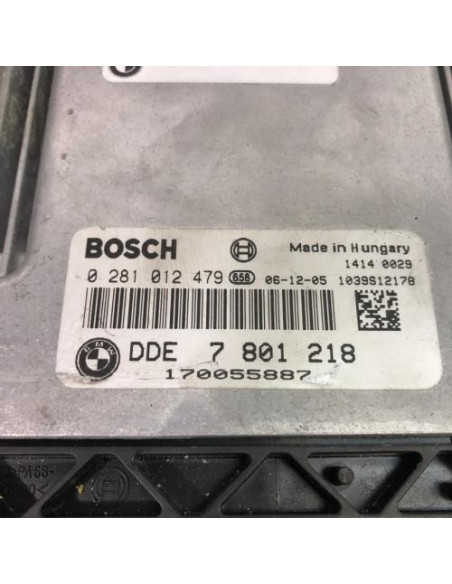 BOSCH Made in Hungary
1414 0029
0 281 012 479 656 06-12-05 1039S12178
BMW DDE 7 801 218
170055887